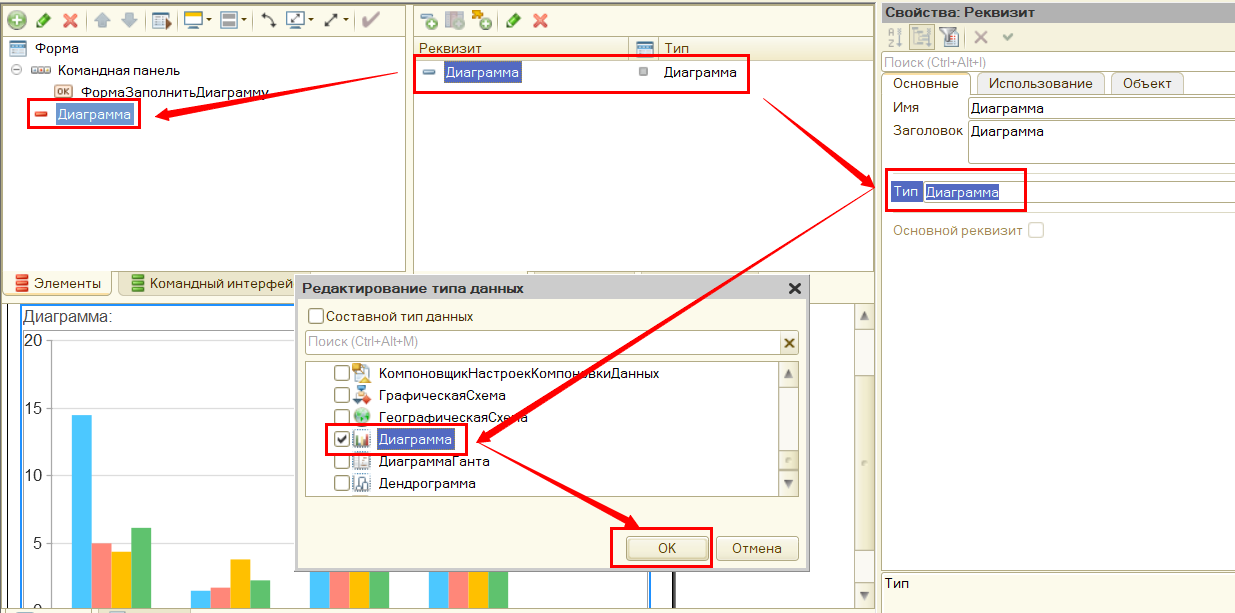 Форма
Командная панель
OK ФормаЗаполнитьДиаграмму
Диаграмма
Элементы
Командный интерфей
Реквизит Тип
Диаграмма Диаграмма
Свойства: Реквизит
Поиск (Ctrl+Alt+I)
Основные Использование Объект
Имя Диаграмма
Заголовок Диаграмма
Тип Диаграмма
Основной реквизит
Диаграмма:
20
15
10
5
0
Редактирование типа данных
Составной тип данных
Поиск (Ctrl+Alt+M)
КомпоновщикНастроекКомпоновкиДанных
ГрафическаяСхема
ГеографическаяСхема
Диаграмма
ДиаграммаГанта
Дендрограмма
OK Отмена
Тип